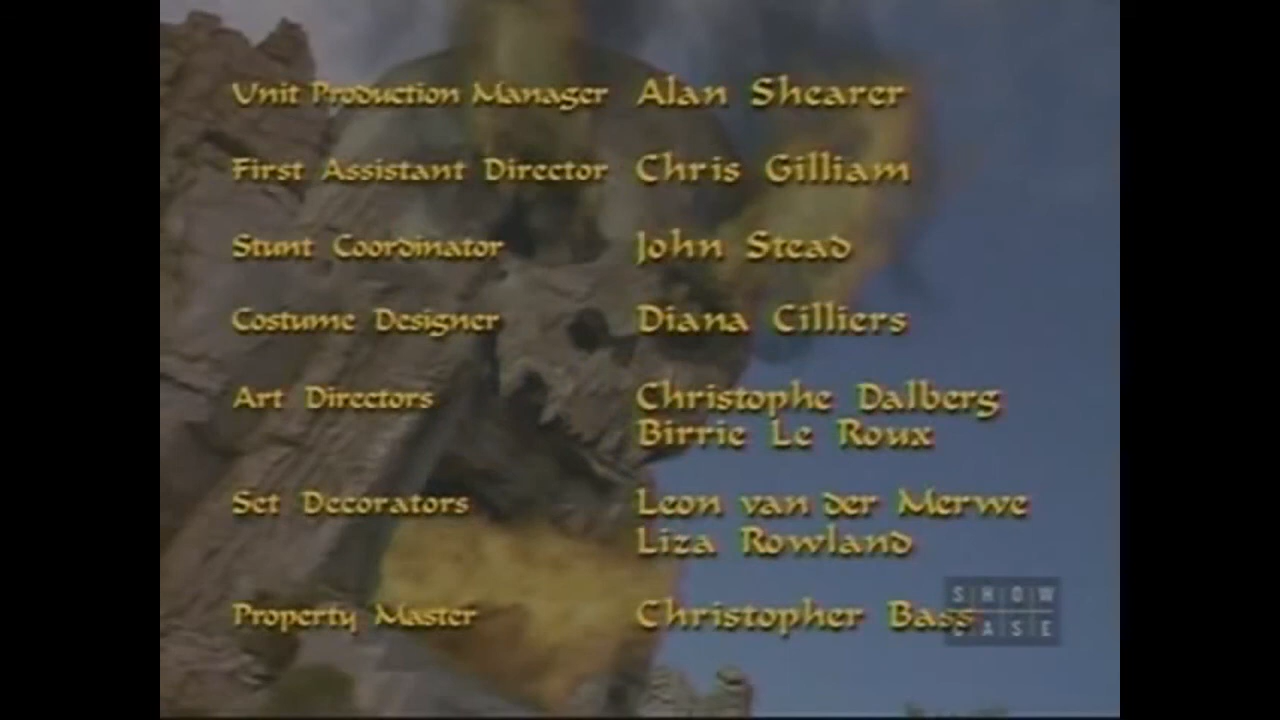 Unit Production Manager Alan Shearer
First Assistant Director Chris Gilliam
Stunt Coordinator John Stead
Costume Designer Diana Cilliers
Art Directors Christophe Dalberg
Birrie Le Roux
Set Decorators Leon van der Merwe
Liza Rowland
Property Master Christopher Bass
SHOW
CASE